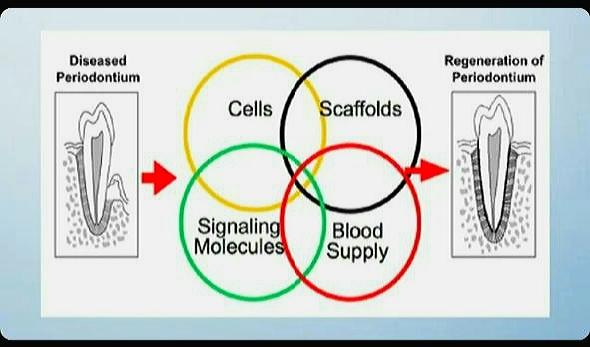 Diseased
Periodontium
Regeneration of
Periodontium
Cells
Scaffolds
Signaling
Molecules
Blood
Supply